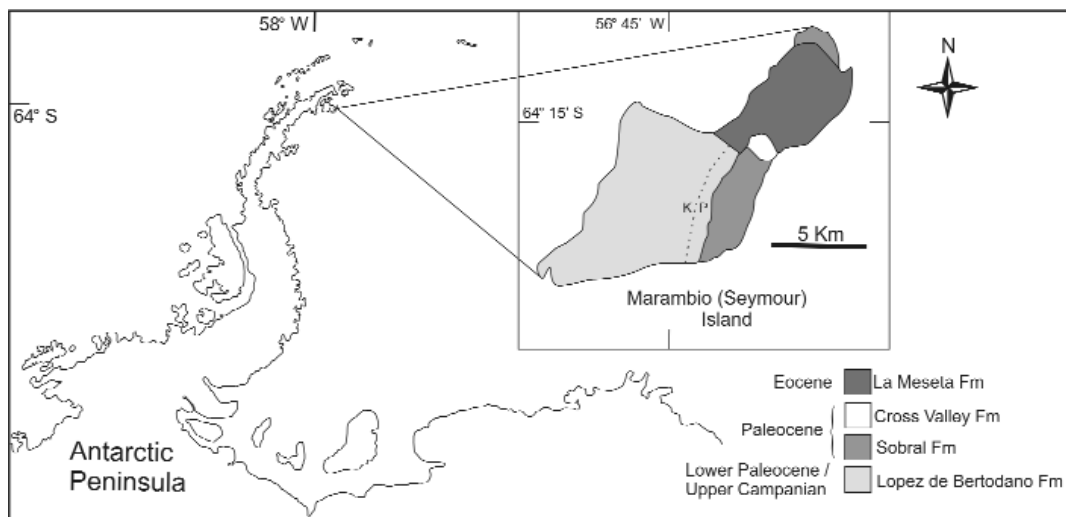 58° W
64° S
56° 45' W
64° 15' S
N
K P
5 Km
Marambio (Seymour)
Island
Eocene
La Meseta Fm
Paleocene
Cross Valley Fm
Sobral Fm
Lower Paleocene /
Upper Campanian
Lopez de Bertodano Fm
Antarctic
Peninsula